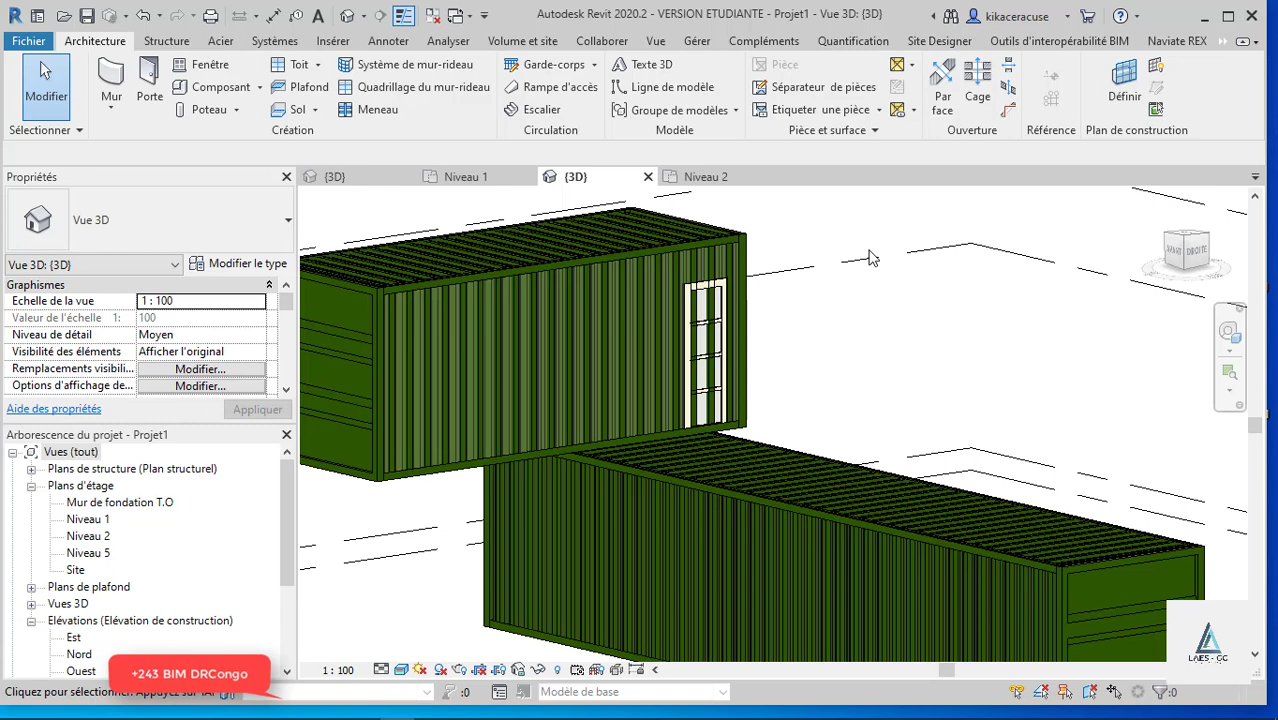 Autodesk Revit 2020.2 - VERSION ETUDIANTE - Projet1 - Vue 3D: {3D}
kikaceracuse
Fichier Architecture Structure Acier Systèmes Insérer Annoter Analyser Volume et site Collaborer Vue Gérer Compléments Quantification Site Designer Outils d'interopérabilité BIM Naviate REX
Modifier
Sélectionner
Mur
Porte
Fenêtre
Composant
Poteau
Toit
Plafond
Sol
Système de mur-rideau
Quadrillage du mur-rideau
Meneau
Création
Garde-corps
Rampe d'accès
Escalier
Circulation
Texte 3D
Ligne de modèle
Groupe de modèles
Modèle
Pièce
Séparateur de pièces
Etiqueter une pièce
Pièce et surface
Par face
Cage
Ouverture
Référence
Définir
Plan de construction
Propriétés
{3D}
Niveau 1
{3D}
Niveau 2
Vue 3D
Vue 3D: {3D}
Modifier le type
Graphismes
Echelle de la vue 1 : 100
Valeur de l'échelle 1: 100
Niveau de détail Moyen
Visibilité des éléments Afficher l'original
Remplacements visibili... Modifier...
Options d'affichage de... Modifier...
Aide des propriétés
Appliquer
Arborescence du projet - Projet1
Vues (tout)
Plans de structure (Plan structurel)
Plans d'étage
Mur de fondation T.O
Niveau 1
Niveau 2
Niveau 5
Site
Plans de plafond
Vues 3D
Elévations (Elévation de construction)
Est
Nord
Ouest
AVANT
DROITE
LAES - GC
+243 BIM DRCongo
1 : 100
Cliquez pour sélectionner. Appuyez sur
:0
Modèle de base
:0